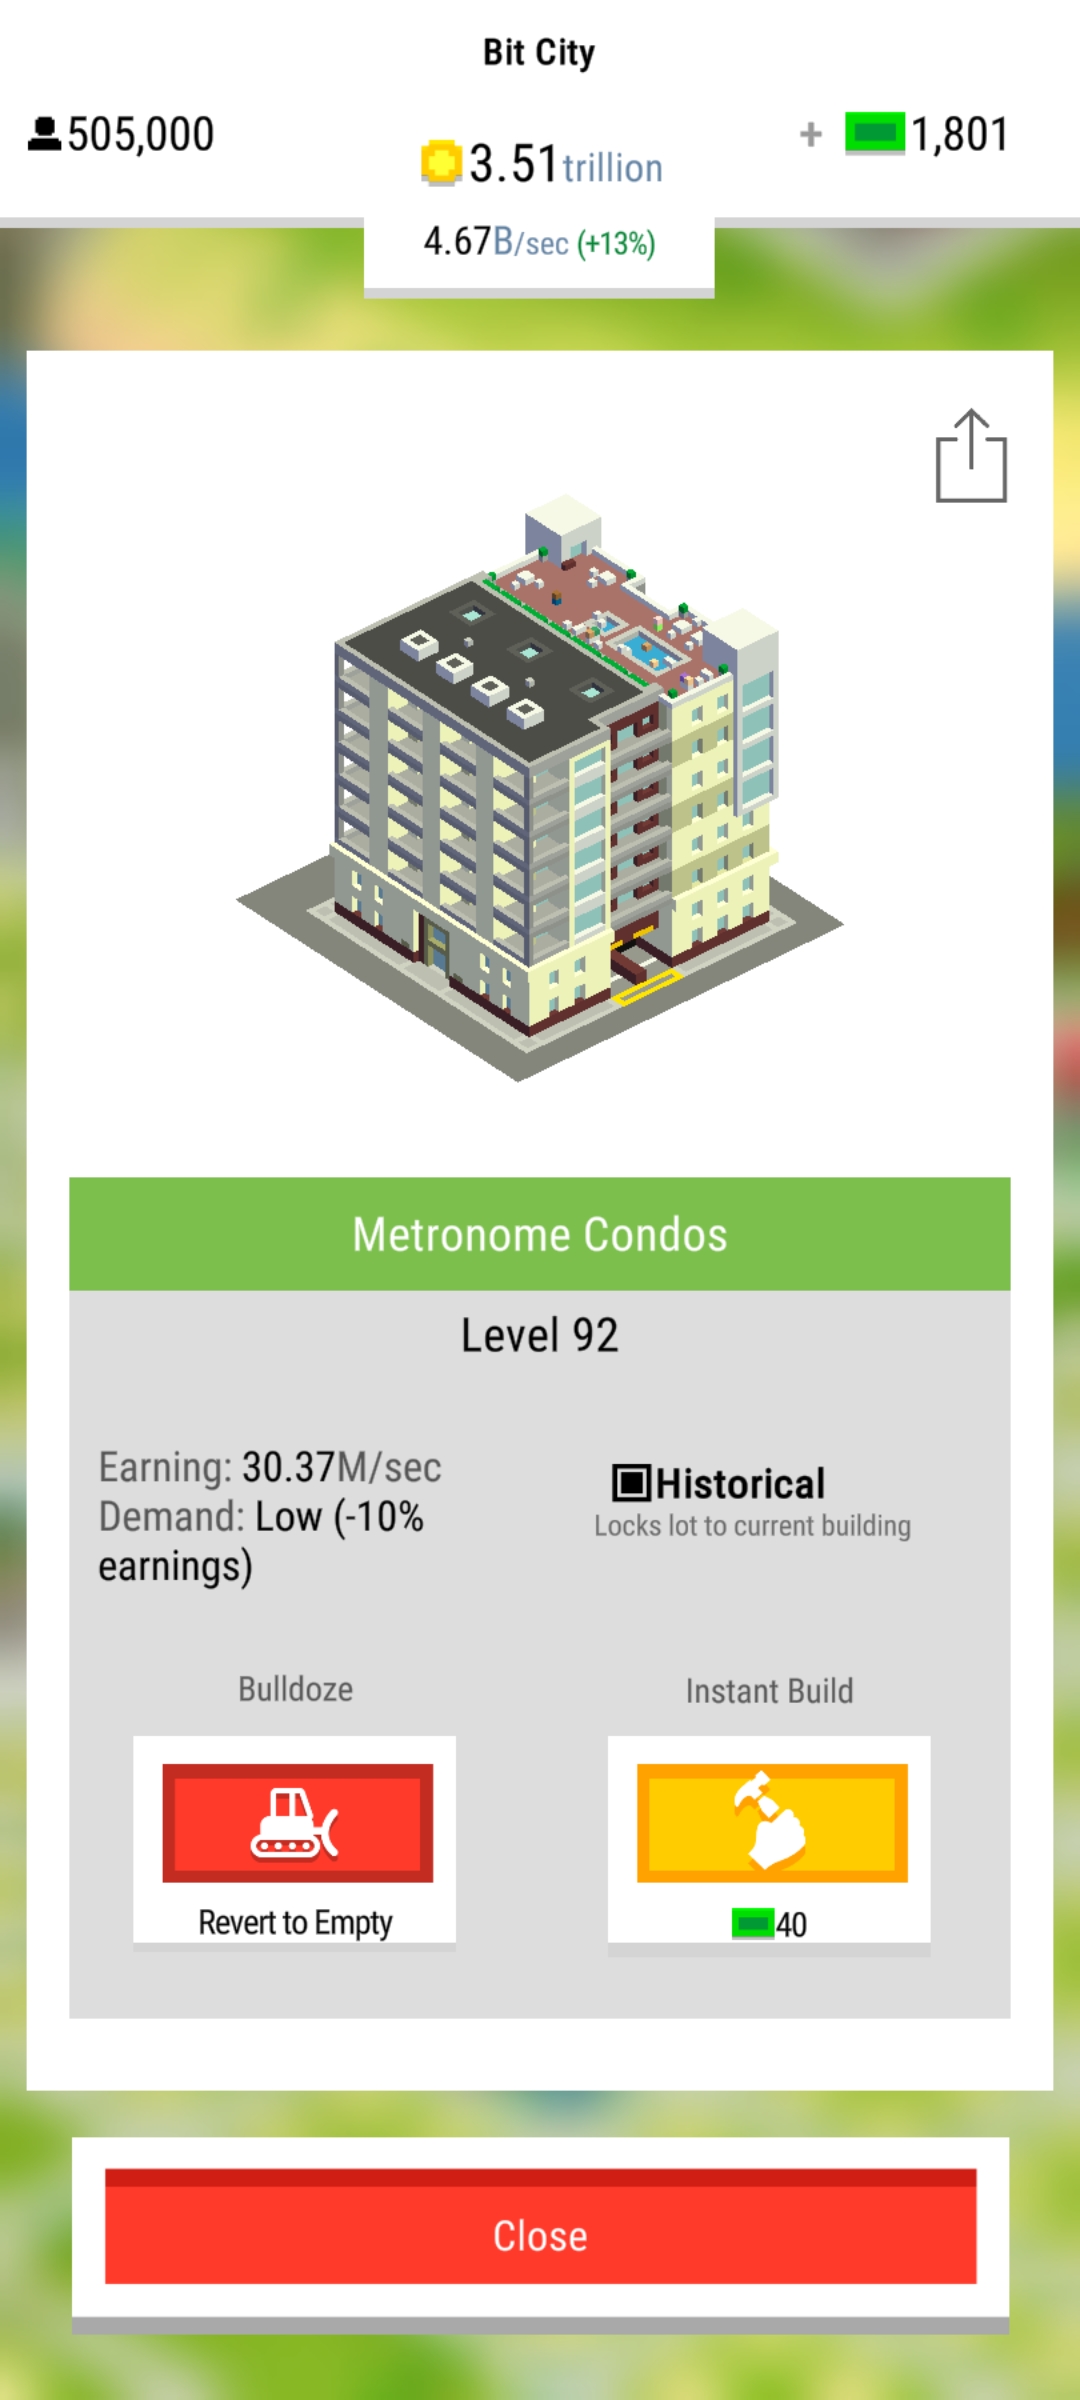 Bit City
505,000
3.51trillion
+ 1,801
4.67B/sec (+13%)
Metronome Condos
Level 92
Earning: 30.37M/sec
Demand: Low (-10%
earnings)
Historical
Locks lot to current building
Bulldoze
Instant Build
Revert to Empty
40
Close